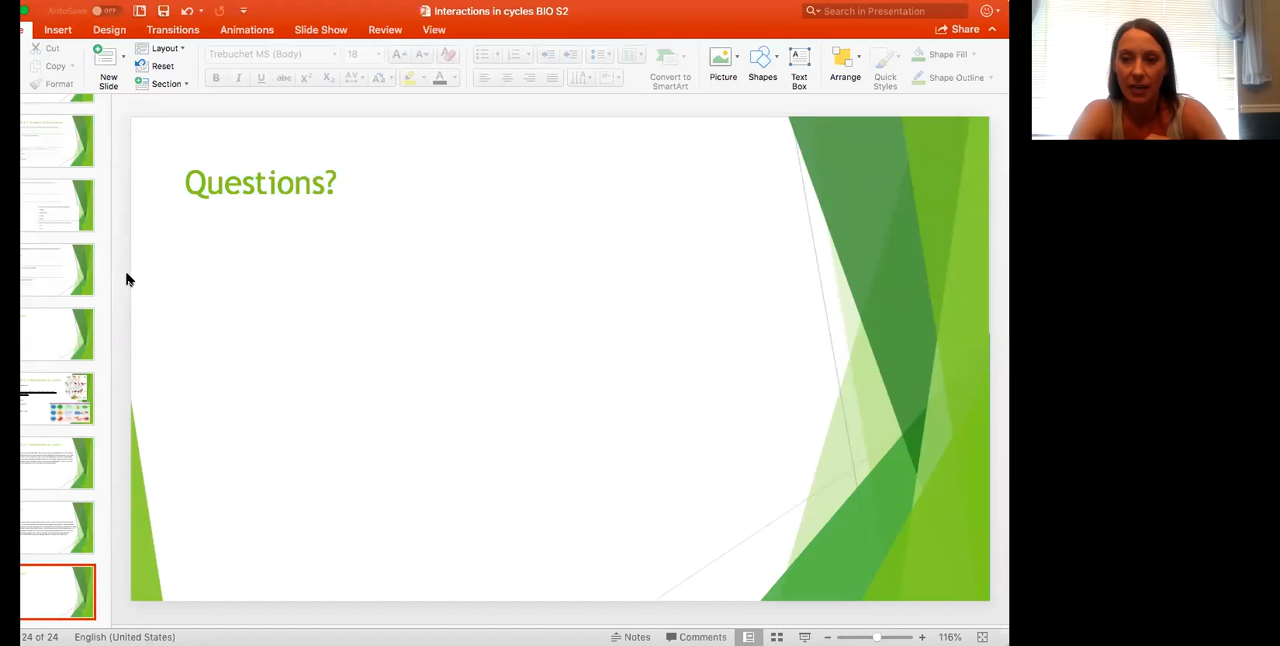 AutoSave OFF
Interactions in cycles BIO S2
Search in Presentation
Insert Design Transitions Animations Slide Show Review View
Share
Cut
Copy
Format
New
Slide
Layout
Reset
Section
Trebuchet MS (Body)
18
Convert to
SmartArt
Picture
Shapes
Text
Box
Arrange
Quick
Styles
Shape Fill
Shape Outline
Questions?
24 of 24
English (United States)
Notes
Comments
116%